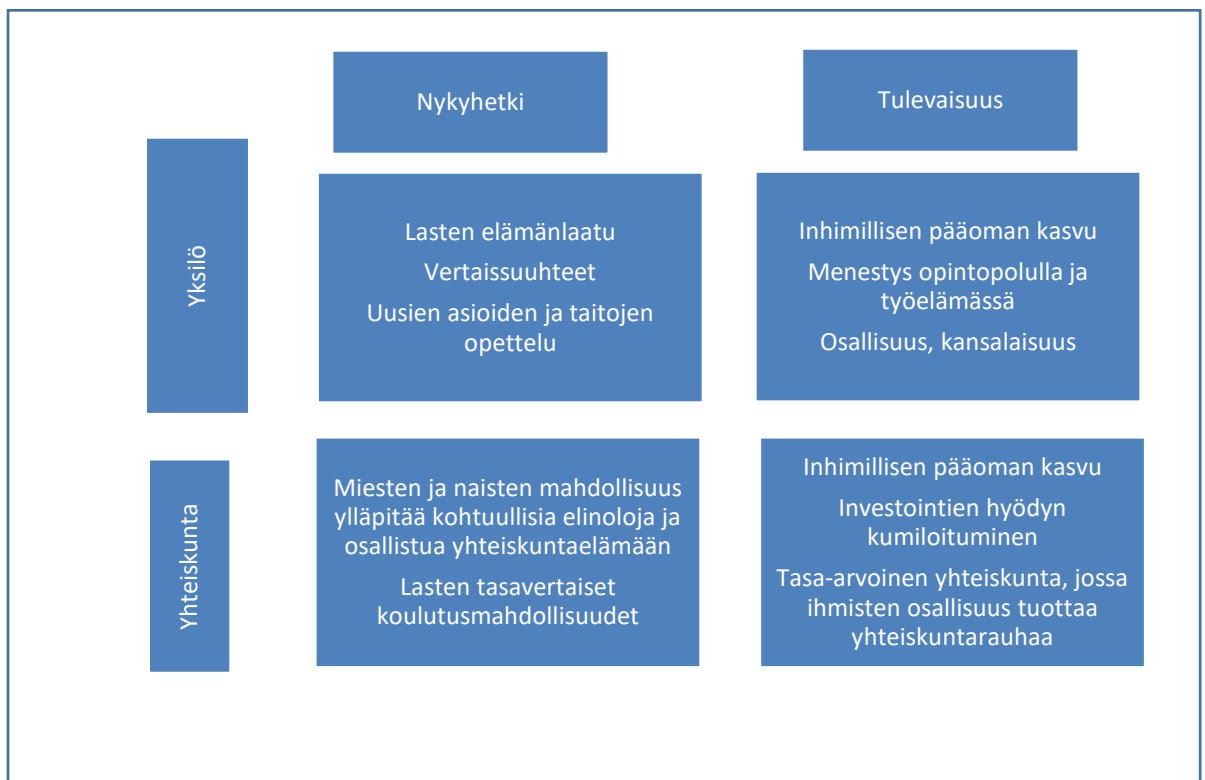 Nykyhetki
Tulevaisuus
Yksilö
Lasten elämänlaatu
Vertaissuuhteet
Uusien asioiden ja taitojen
opettelu
Inhimillisen pääoman kasvu
Menestys opintopolulla ja
työelämässä
Osallisuus, kansalaisuus
Yhteiskunta
Miesten ja naisten mahdollisuus
ylläpitää kohtuullisia elinoloja ja
osallistua yhteiskuntaelämään
Lasten tasavertaiset
koulutusmahdollisuudet
Inhimillisen pääoman kasvu
Investointien hyödyn
kumiloituminen
Tasa-arvoinen yhteiskunta, jossa
ihmisten osallisuus tuottaa
yhteiskuntarauhaa